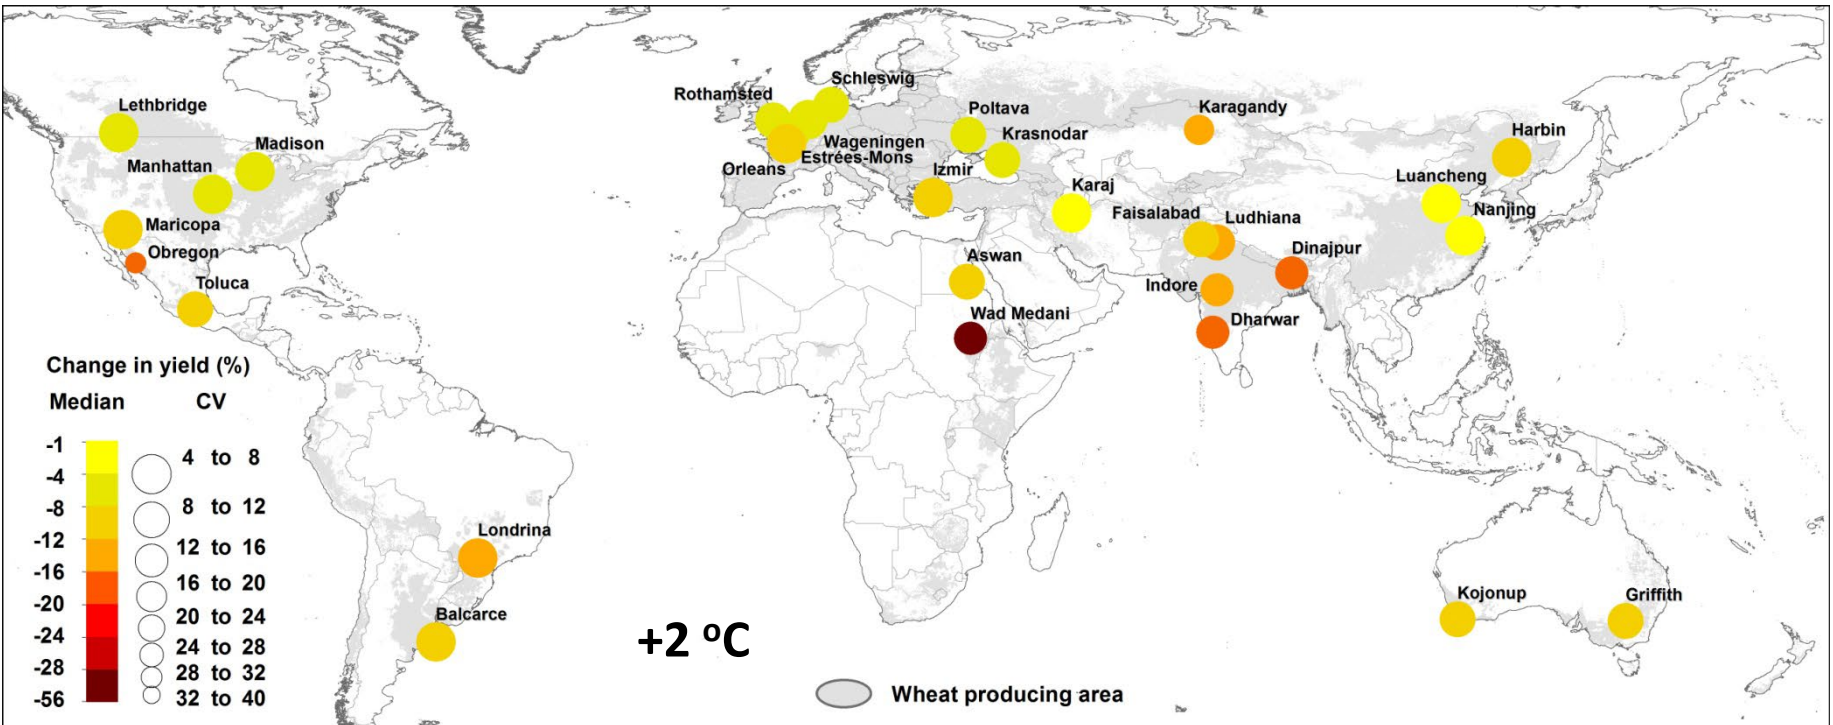 Schleswig
Rothamsted
Lethbridge
Poltava
Karagandy
Madison
Krasnodar
Harbin
Wageningen
Manhattan
Estrées-Mons
Orleans
Izmir
Luancheng
Karaj
Nanjing
Maricopa
Faisalabad
Ludhiana
Obregon
Aswan
Dinajpur
Toluca
Indore
Wad Medani
Dharwar
Change in yield (%)
Median CV
-1
4 to 8
-4
8 to 12
-8
-12
12 to 16
-16
16 to 20
-20
20 to 24
-24
24 to 28
-28
28 to 32
-56
32 to 40
Londrina
Balcarce
Kojonup
Griffith
+2 ºC
Wheat producing area